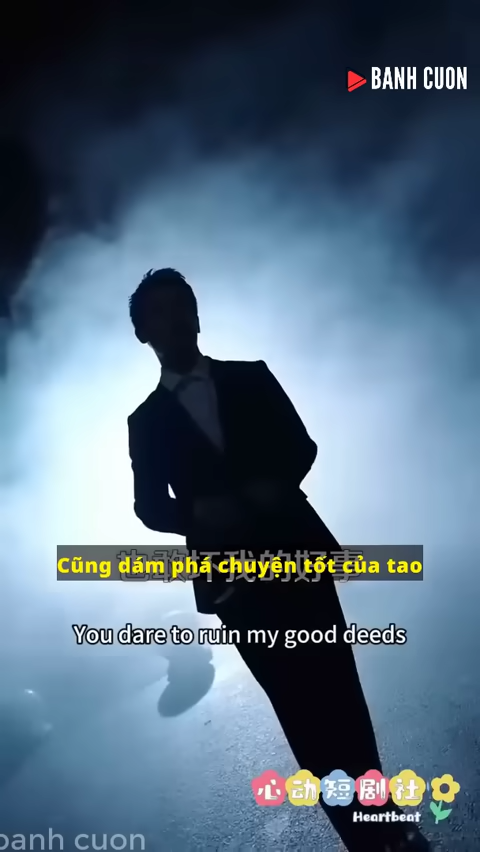 BANH CUON
也敢坏我的好事
Cũng dám phá chuyện tốt của tao
You dare to ruin my good deeds
心动短剧社
Heartbeat
banh cuon